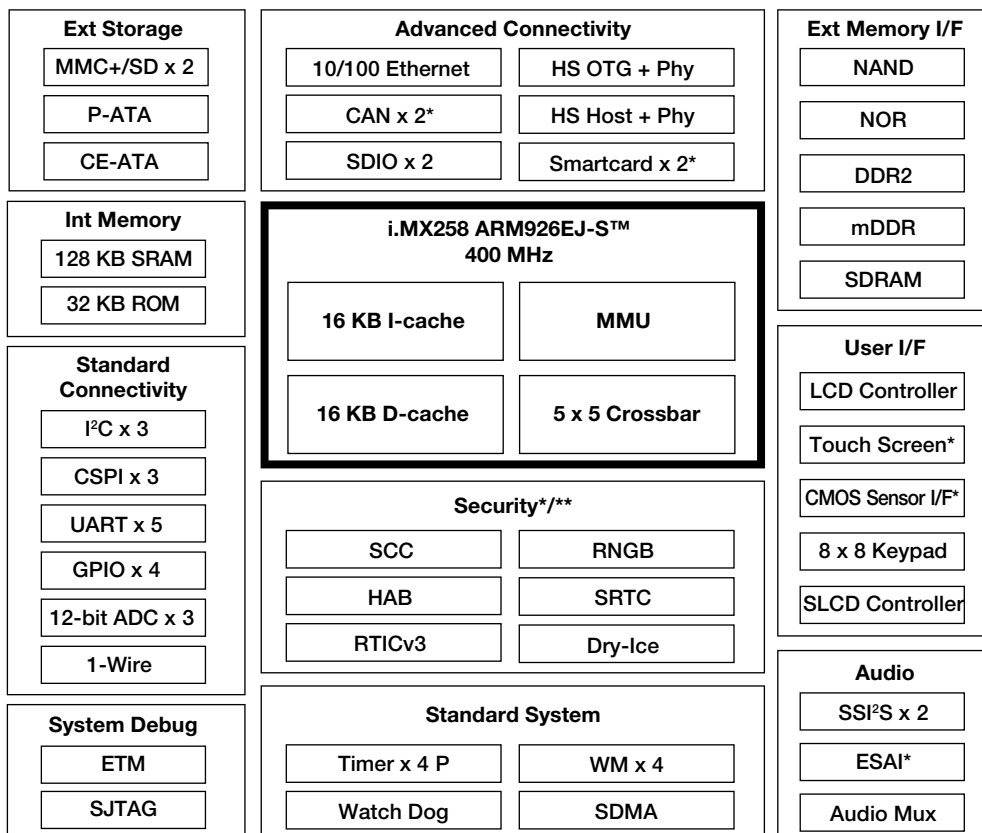 Ext Storage
MMC+/SD x 2
P-ATA
CE-ATA
Int Memory
128 KB SRAM
32 KB ROM
Standard
Connectivity
I²C x 3
CSPI x 3
UART x 5
GPIO x 4
12-bit ADC x 3
1-Wire
System Debug
ETM
SJTAG
Advanced Connectivity
10/100 Ethernet
HS OTG + Phy
CAN x 2*
HS Host + Phy
SDIO x 2
Smartcard x 2*
i.MX258 ARM926EJ-S™
400 MHz
16 KB I-cache
MMU
16 KB D-cache
5 x 5 Crossbar
Security*/**
SCC
RNGB
HAB
SRTC
RTICv3
Dry-Ice
Standard System
Timer x 4 P
WM x 4
Watch Dog
SDMA
Ext Memory I/F
NAND
NOR
DDR2
mDDR
SDRAM
User I/F
LCD Controller
Touch Screen*
CMOS Sensor I/F*
8 x 8 Keypad
SLCD Controller
Audio
SSI²S x 2
ESAI*
Audio Mux